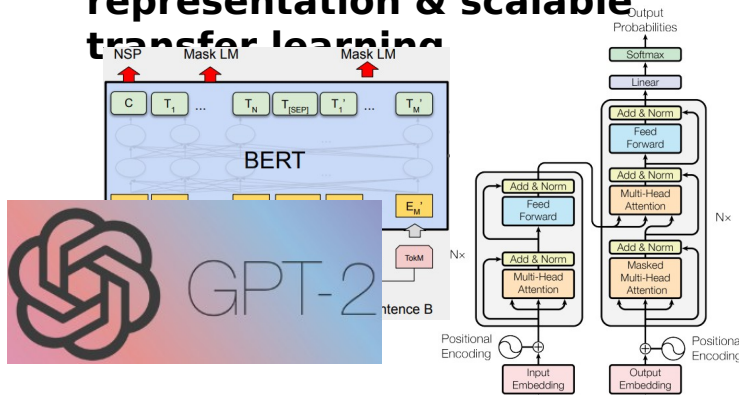 representation & scalable
transfer learning
NSP Mask LM Mask LM
C T1 ... TN T[SEP] T1' ... TM'
BERT
EM'
TokM
ntence B
GPT-2
Output
Probabilities
Softmax
Linear
Add & Norm
Feed
Forward
Add & Norm
Multi-Head
Attention
Nx
Add & Norm
Masked
Multi-Head
Attention
Add & Norm
Feed
Forward
Nx
Add & Norm
Multi-Head
Attention
Positional
Encoding
Positional
Encoding
Input
Embedding
Output
Embedding